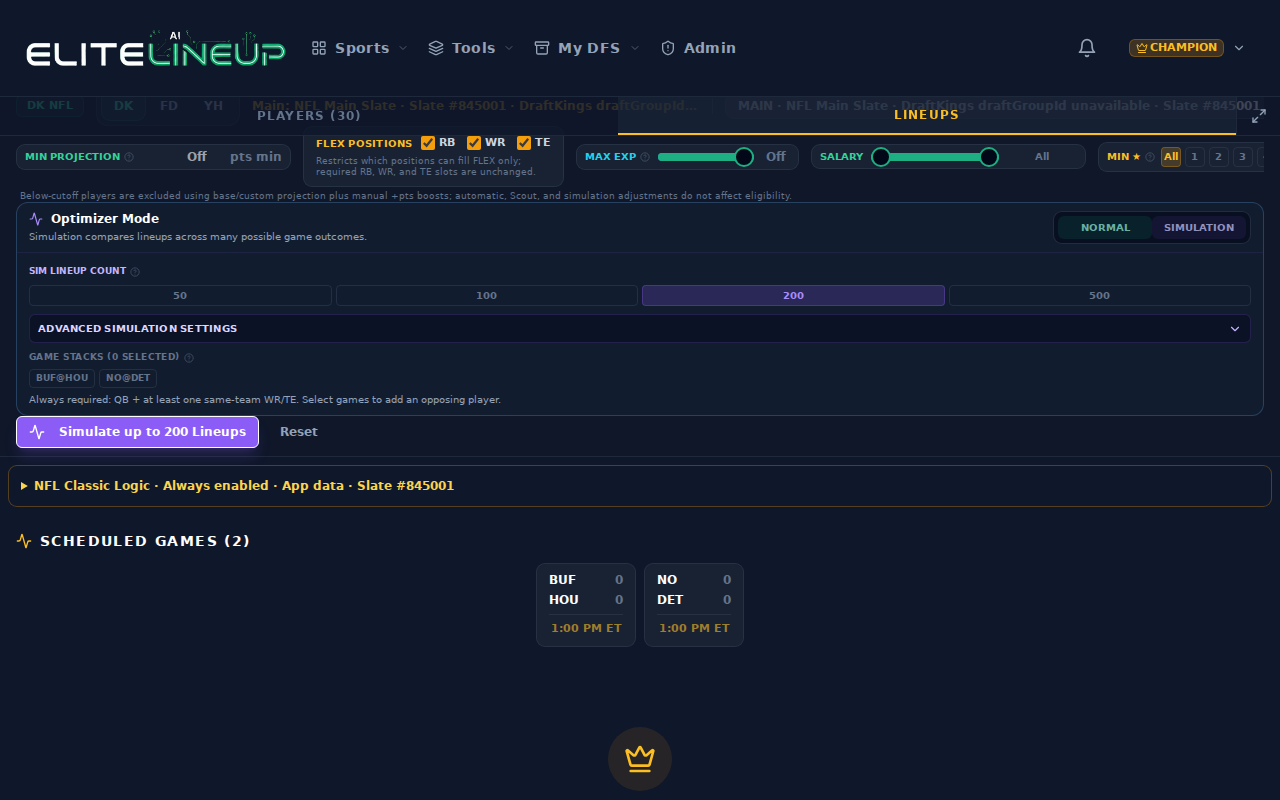 ELITE AI LINEUP
Sports
Tools
My DFS
Admin
CHAMPION
DK NFL
DK FD YH
Main: NFL Main Slate · Slate #845001 · DraftKings draftGroupId...
MAIN · NFL Main Slate · DraftKings draftGroupId unavailable · Slate #845001
PLAYERS (30)
LINEUPS
MIN PROJECTION Off pts min
FLEX POSITIONS RB WR TE
Restricts which positions can fill FLEX only;
required RB, WR, and TE slots are unchanged.
MAX EXP Off
SALARY All
MIN ★ All 1 2 3
Below-cutoff players are excluded using base/custom projection plus manual +pts boosts; automatic, Scout, and simulation adjustments do not affect eligibility.
Optimizer Mode
Simulation compares lineups across many possible game outcomes.
NORMAL SIMULATION
SIM LINEUP COUNT
50 100 200 500
ADVANCED SIMULATION SETTINGS
GAME STACKS (0 SELECTED)
BUF@HOU NO@DET
Always required: QB + at least one same-team WR/TE. Select games to add an opposing player.
Simulate up to 200 Lineups
Reset
NFL Classic Logic · Always enabled · App data · Slate #845001
SCHEDULED GAMES (2)
BUF 0
HOU 0
1:00 PM ET
NO 0
DET 0
1:00 PM ET